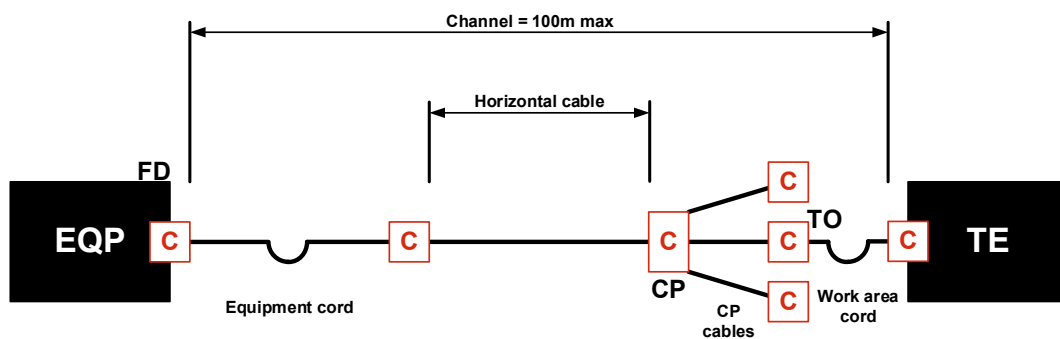 Channel = 100m max
Horizontal cable
FD
C
EQP
C
C
C
C
TO
C
TE
CP
C
Equipment cord
CP
cables
Work area
cord